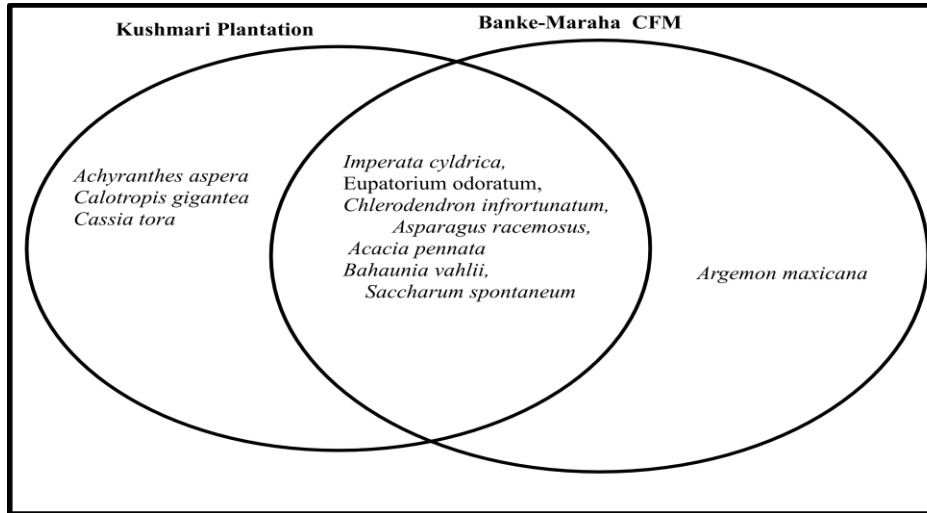 Kushmari Plantation
Banke-Maraha CFM
Achyranthes aspera
Calotropis gigantea
Cassia tora
Imperata cyldrica,
Eupatorium odoratum,
Chlerodendron infrortunatum,
Asparagus racemosus,
Acacia pennata
Bahaunia vahlii,
Saccharum spontaneum
Argemon maxicana